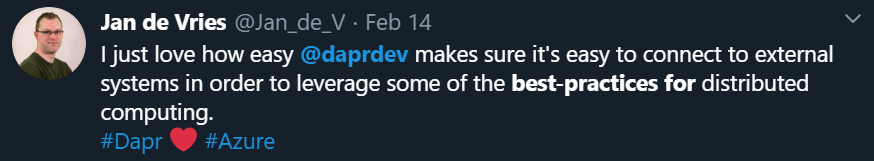 Jan de Vries @Jan_de_V · Feb 14
I just love how easy @daprdev makes sure it's easy to connect to external
systems in order to leverage some of the best-practices for distributed
computing.
#Dapr ❤️ #Azure